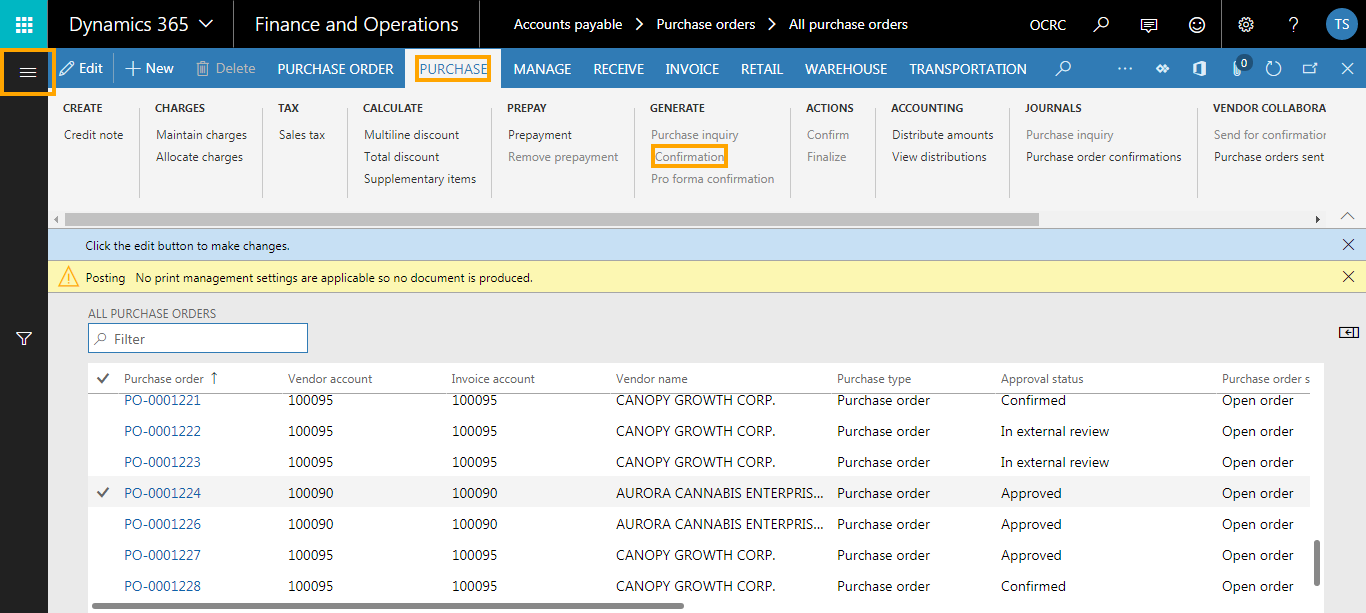 Dynamics 365 Finance and Operations Accounts payable Purchase orders All purchase orders OCRC ? TS
Edit New Delete PURCHASE ORDER PURCHASE MANAGE RECEIVE INVOICE RETAIL WAREHOUSE TRANSPORTATION ... 0
CREATE CHARGES TAX CALCULATE PREPAY GENERATE ACTIONS ACCOUNTING JOURNALS VENDOR COLLABORA
Credit note Maintain charges Sales tax Multiline discount Prepayment Purchase inquiry Confirm Distribute amounts Purchase inquiry Send for confirmation
Allocate charges Total discount Remove prepayment Confirmation Finalize View distributions Purchase order confirmations Purchase orders sent
Supplementary items Pro forma confirmation
Click the edit button to make changes.
Posting No print management settings are applicable so no document is produced.
ALL PURCHASE ORDERS
Filter
Purchase order Vendor account Invoice account Vendor name Purchase type Approval status Purchase order s
PO-0001221 100095 100095 CANOPY GROWTH CORP. Purchase order Confirmed Open order
PO-0001222 100095 100095 CANOPY GROWTH CORP. Purchase order In external review Open order
PO-0001223 100095 100095 CANOPY GROWTH CORP. Purchase order In external review Open order
PO-0001224 100090 100090 AURORA CANNABIS ENTERPRIS... Purchase order Approved Open order
PO-0001226 100090 100090 AURORA CANNABIS ENTERPRIS... Purchase order Approved Open order
PO-0001227 100095 100095 CANOPY GROWTH CORP. Purchase order Approved Open order
PO-0001228 100095 100095 CANOPY GROWTH CORP. Purchase order Confirmed Open order